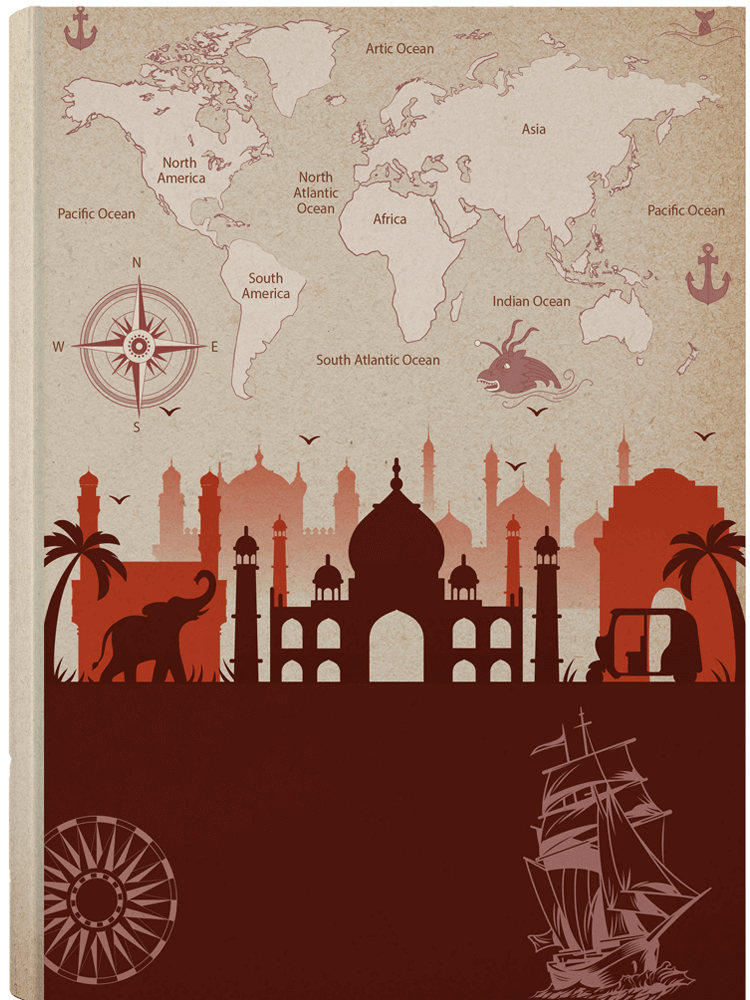 Artic Ocean
Asia
North
America
North
Atlantic
Ocean
Africa
Pacific Ocean
Pacific Ocean
South
America
Indian Ocean
South Atlantic Ocean
N
W
E
S